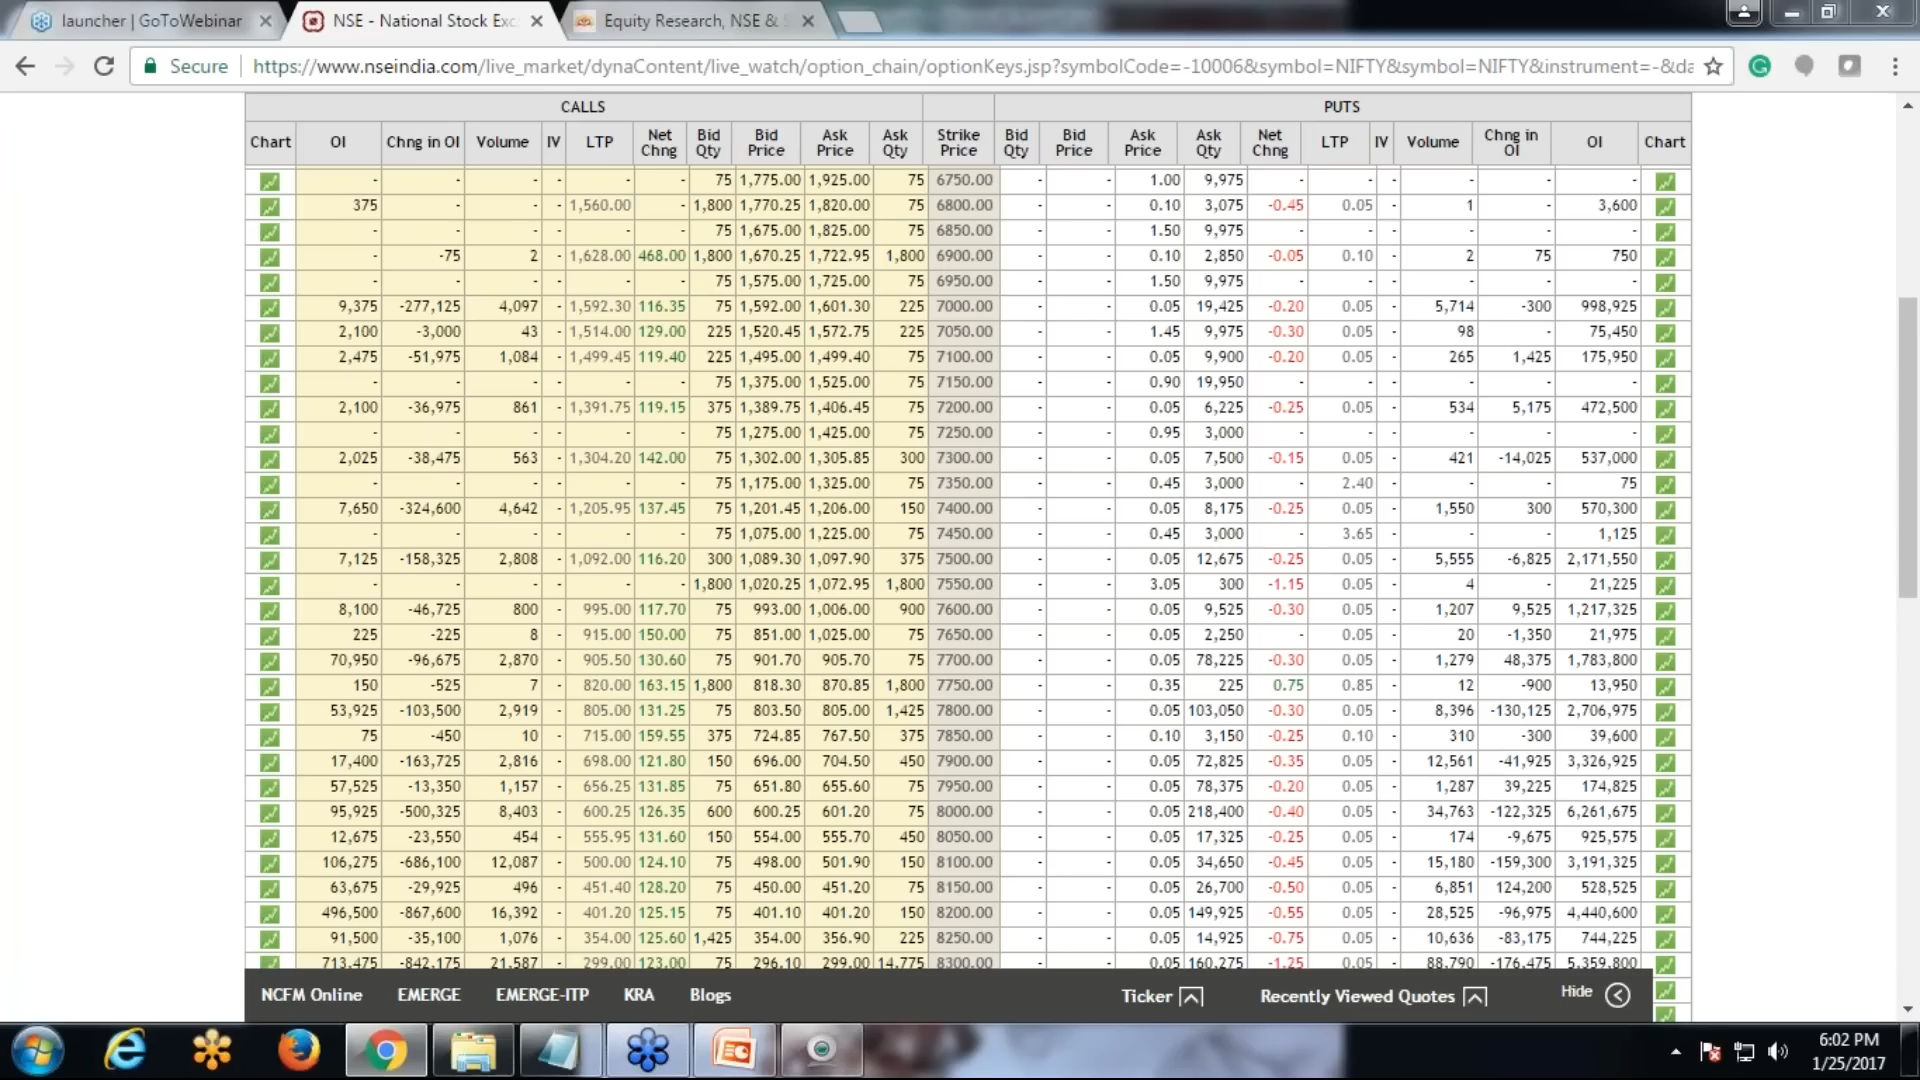 launcher | GoToWebinar
NSE - National Stock Exc
Equity Research, NSE &
Secure https://www.nseindia.com/live_market/dynaContent/live_watch/option_chain/optionKeys.jsp?symbolCode=-10006&symbol=NIFTY&symbol=NIFTY&instrument=-&da
CALLS PUTS
Chart OI Chng in OI Volume IV LTP Net Chng Bid Qty Bid Price Ask Price Ask Qty Strike Price Bid Qty Bid Price Ask Price Ask Qty Net Chng LTP IV Volume Chng in OI OI Chart
- - - - - - 75 1,775.00 1,925.00 75 6750.00 - - 1.00 9,975 - - - - - -
375 - - - 1,560.00 - 1,800 1,770.25 1,820.00 75 6800.00 - - 0.10 3,075 -0.45 0.05 - 1 - 3,600
- - - - - - 75 1,675.00 1,825.00 75 6850.00 - - 1.50 9,975 - - - - - -
- -75 2 - 1,628.00 468.00 1,800 1,670.25 1,722.95 1,800 6900.00 - - 0.10 2,850 -0.05 0.10 - 2 75 750
- - - - - - 75 1,575.00 1,725.00 75 6950.00 - - 1.50 9,975 - - - - - -
9,375 -277,125 4,097 - 1,592.30 116.35 75 1,592.00 1,601.30 225 7000.00 - - 0.05 19,425 -0.20 0.05 - 5,714 -300 998,925
2,100 -3,000 43 - 1,514.00 129.00 225 1,520.45 1,572.75 225 7050.00 - - 1.45 9,975 -0.30 0.05 - 98 - 75,450
2,475 -51,975 1,084 - 1,499.45 119.40 225 1,495.00 1,499.40 75 7100.00 - - 0.05 9,900 -0.20 0.05 - 265 1,425 175,950
- - - - - - 75 1,375.00 1,525.00 75 7150.00 - - 0.90 19,950 - - - - - -
2,100 -36,975 861 - 1,391.75 119.15 375 1,389.75 1,406.45 75 7200.00 - - 0.05 6,225 -0.25 0.05 - 534 5,175 472,500
- - - - - - 75 1,275.00 1,425.00 75 7250.00 - - 0.95 3,000 - - - - - -
2,025 -38,475 563 - 1,304.20 142.00 75 1,302.00 1,305.85 300 7300.00 - - 0.05 7,500 -0.15 0.05 - 421 -14,025 537,000
- - - - - - 75 1,175.00 1,325.00 75 7350.00 - - 0.45 3,000 - 2.40 - - - 75
7,650 -324,600 4,642 - 1,205.95 137.45 75 1,201.45 1,206.00 150 7400.00 - - 0.05 8,175 -0.25 0.05 - 1,550 300 570,300
- - - - - - 75 1,075.00 1,225.00 75 7450.00 - - 0.45 3,000 - 3.65 - - - 1,125
7,125 -158,325 2,808 - 1,092.00 116.20 300 1,089.30 1,097.90 375 7500.00 - - 0.05 12,675 -0.25 0.05 - 5,555 -6,825 2,171,550
- - - - - - 1,800 1,020.25 1,072.95 1,800 7550.00 - - 3.05 300 -1.15 0.05 - 4 - 21,225
8,100 -46,725 800 - 995.00 117.70 75 993.00 1,006.00 900 7600.00 - - 0.05 9,525 -0.30 0.05 - 1,207 9,525 1,217,325
225 -225 8 - 915.00 150.00 75 851.00 1,025.00 75 7650.00 - - 0.05 2,250 - 0.05 - 20 -1,350 21,975
70,950 -96,675 2,870 - 905.50 130.60 75 901.70 905.70 75 7700.00 - - 0.05 78,225 -0.30 0.05 - 1,279 48,375 1,783,800
150 -525 7 - 820.00 163.15 1,800 818.30 870.85 1,800 7750.00 - - 0.35 225 0.75 0.85 - 12 -900 13,950
53,925 -103,500 2,919 - 805.00 131.25 75 803.50 805.00 1,425 7800.00 - - 0.05 103,050 -0.30 0.05 - 8,396 -130,125 2,706,975
75 -450 10 - 715.00 159.55 375 724.85 767.50 375 7850.00 - - 0.10 3,150 -0.25 0.10 - 310 -300 39,600
17,400 -163,725 2,816 - 698.00 121.80 150 696.00 704.50 450 7900.00 - - 0.05 72,825 -0.35 0.05 - 12,561 -41,925 3,326,925
57,525 -13,350 1,157 - 656.25 131.85 75 651.80 655.60 75 7950.00 - - 0.05 78,375 -0.20 0.05 - 1,287 39,225 174,825
95,925 -500,325 8,403 - 600.25 126.35 600 600.25 601.20 75 8000.00 - - 0.05 218,400 -0.40 0.05 - 34,763 -122,325 6,261,675
12,675 -23,550 454 - 555.95 131.60 150 554.00 555.70 450 8050.00 - - 0.05 17,325 -0.25 0.05 - 174 -9,675 925,575
106,275 -686,100 12,087 - 500.00 124.10 75 498.00 501.90 150 8100.00 - - 0.05 34,650 -0.45 0.05 - 15,180 -159,300 3,191,325
63,675 -29,925 496 - 451.40 128.20 75 450.00 451.20 75 8150.00 - - 0.05 26,700 -0.50 0.05 - 6,851 124,200 528,525
496,500 -867,600 16,392 - 401.20 125.15 75 401.10 401.20 150 8200.00 - - 0.05 149,925 -0.55 0.05 - 28,525 -96,975 4,440,600
91,500 -35,100 1,076 - 354.00 125.60 1,425 354.00 356.90 225 8250.00 - - 0.05 14,925 -0.75 0.05 - 10,636 -83,175 744,225
713,475 -842,175 21,587 - 299.00 123.00 75 296.10 299.00 14,775 8300.00 - - 0.05 160,275 -1.25 0.05 - 88,790 -176,475 5,359,800
NCFM Online EMERGE EMERGE-ITP KRA Blogs Ticker Recently Viewed Quotes Hide
6:02 PM
1/25/2017